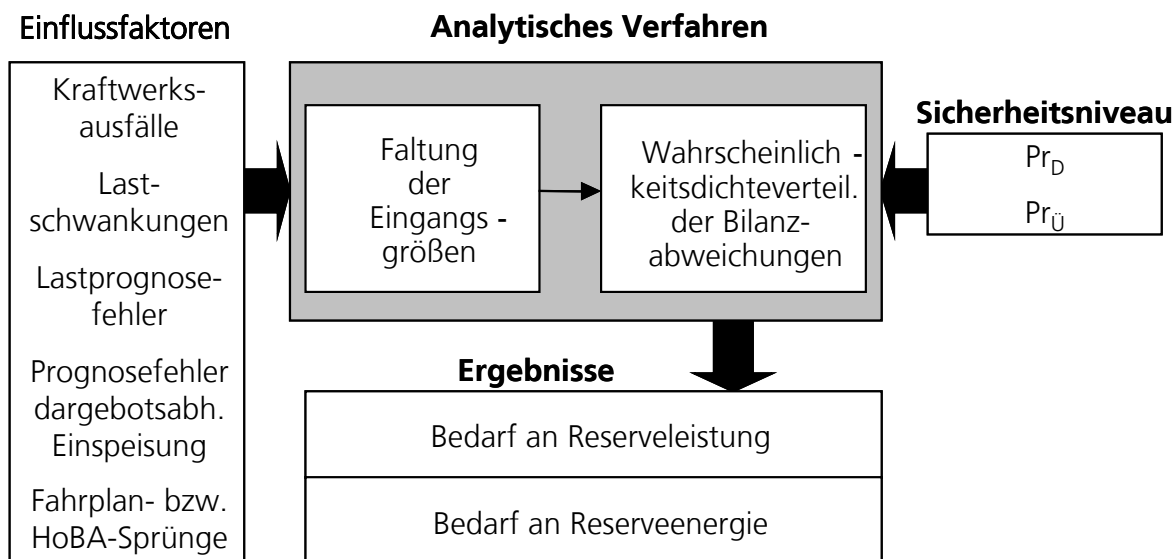 Einflussfaktoren
Kraftwerks-
ausfälle
Last-
schwankungen
Lastprognose-
fehler
Prognosefehler
dargebotsabh.
Einspeisung
Fahrplan- bzw.
HoBA-Sprünge
Analytisches Verfahren
Faltung
der
Eingangs -
größen
Wahrscheinlich -
keitsdichteverteil.
der Bilanz-
abweichungen
Sicherheitsniveau
Pr_D
Pr_Ü
Ergebnisse
Bedarf an Reserveleistung
Bedarf an Reserveenergie